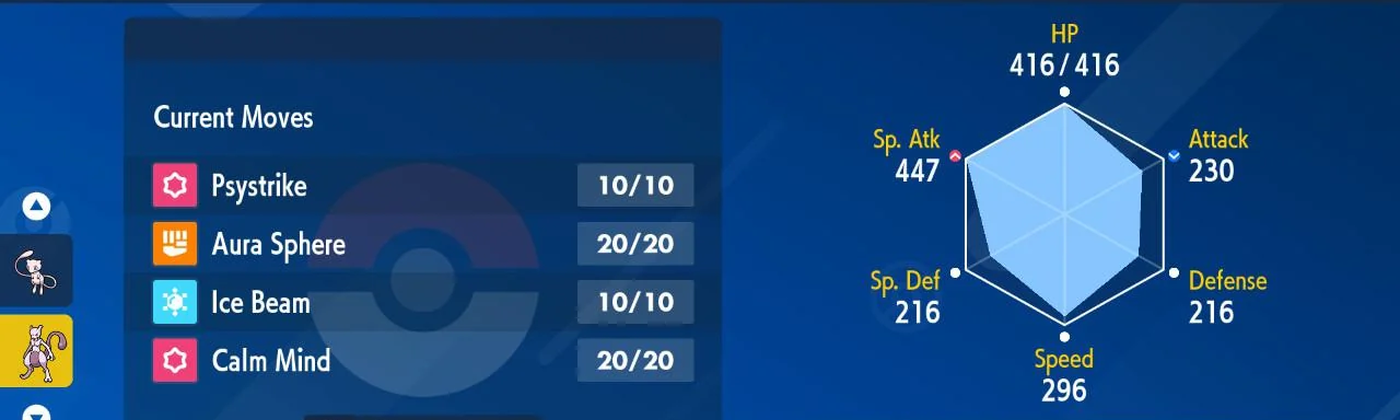 Current Moves
Psystrike 10/10
Aura Sphere 20/20
Ice Beam 10/10
Calm Mind 20/20
HP
416/416
Sp. Atk
447
Attack
230
Sp. Def
216
Defense
216
Speed
296